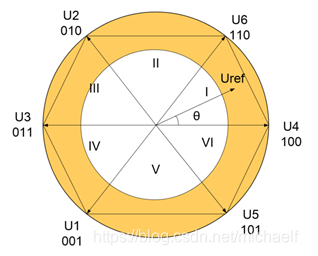 U2
010
U6
110
II
Uref
III
I
θ
U3
011
U4
100
IV
VI
V
U1
001
U5
101
https://blog.csdn.net/michaelf